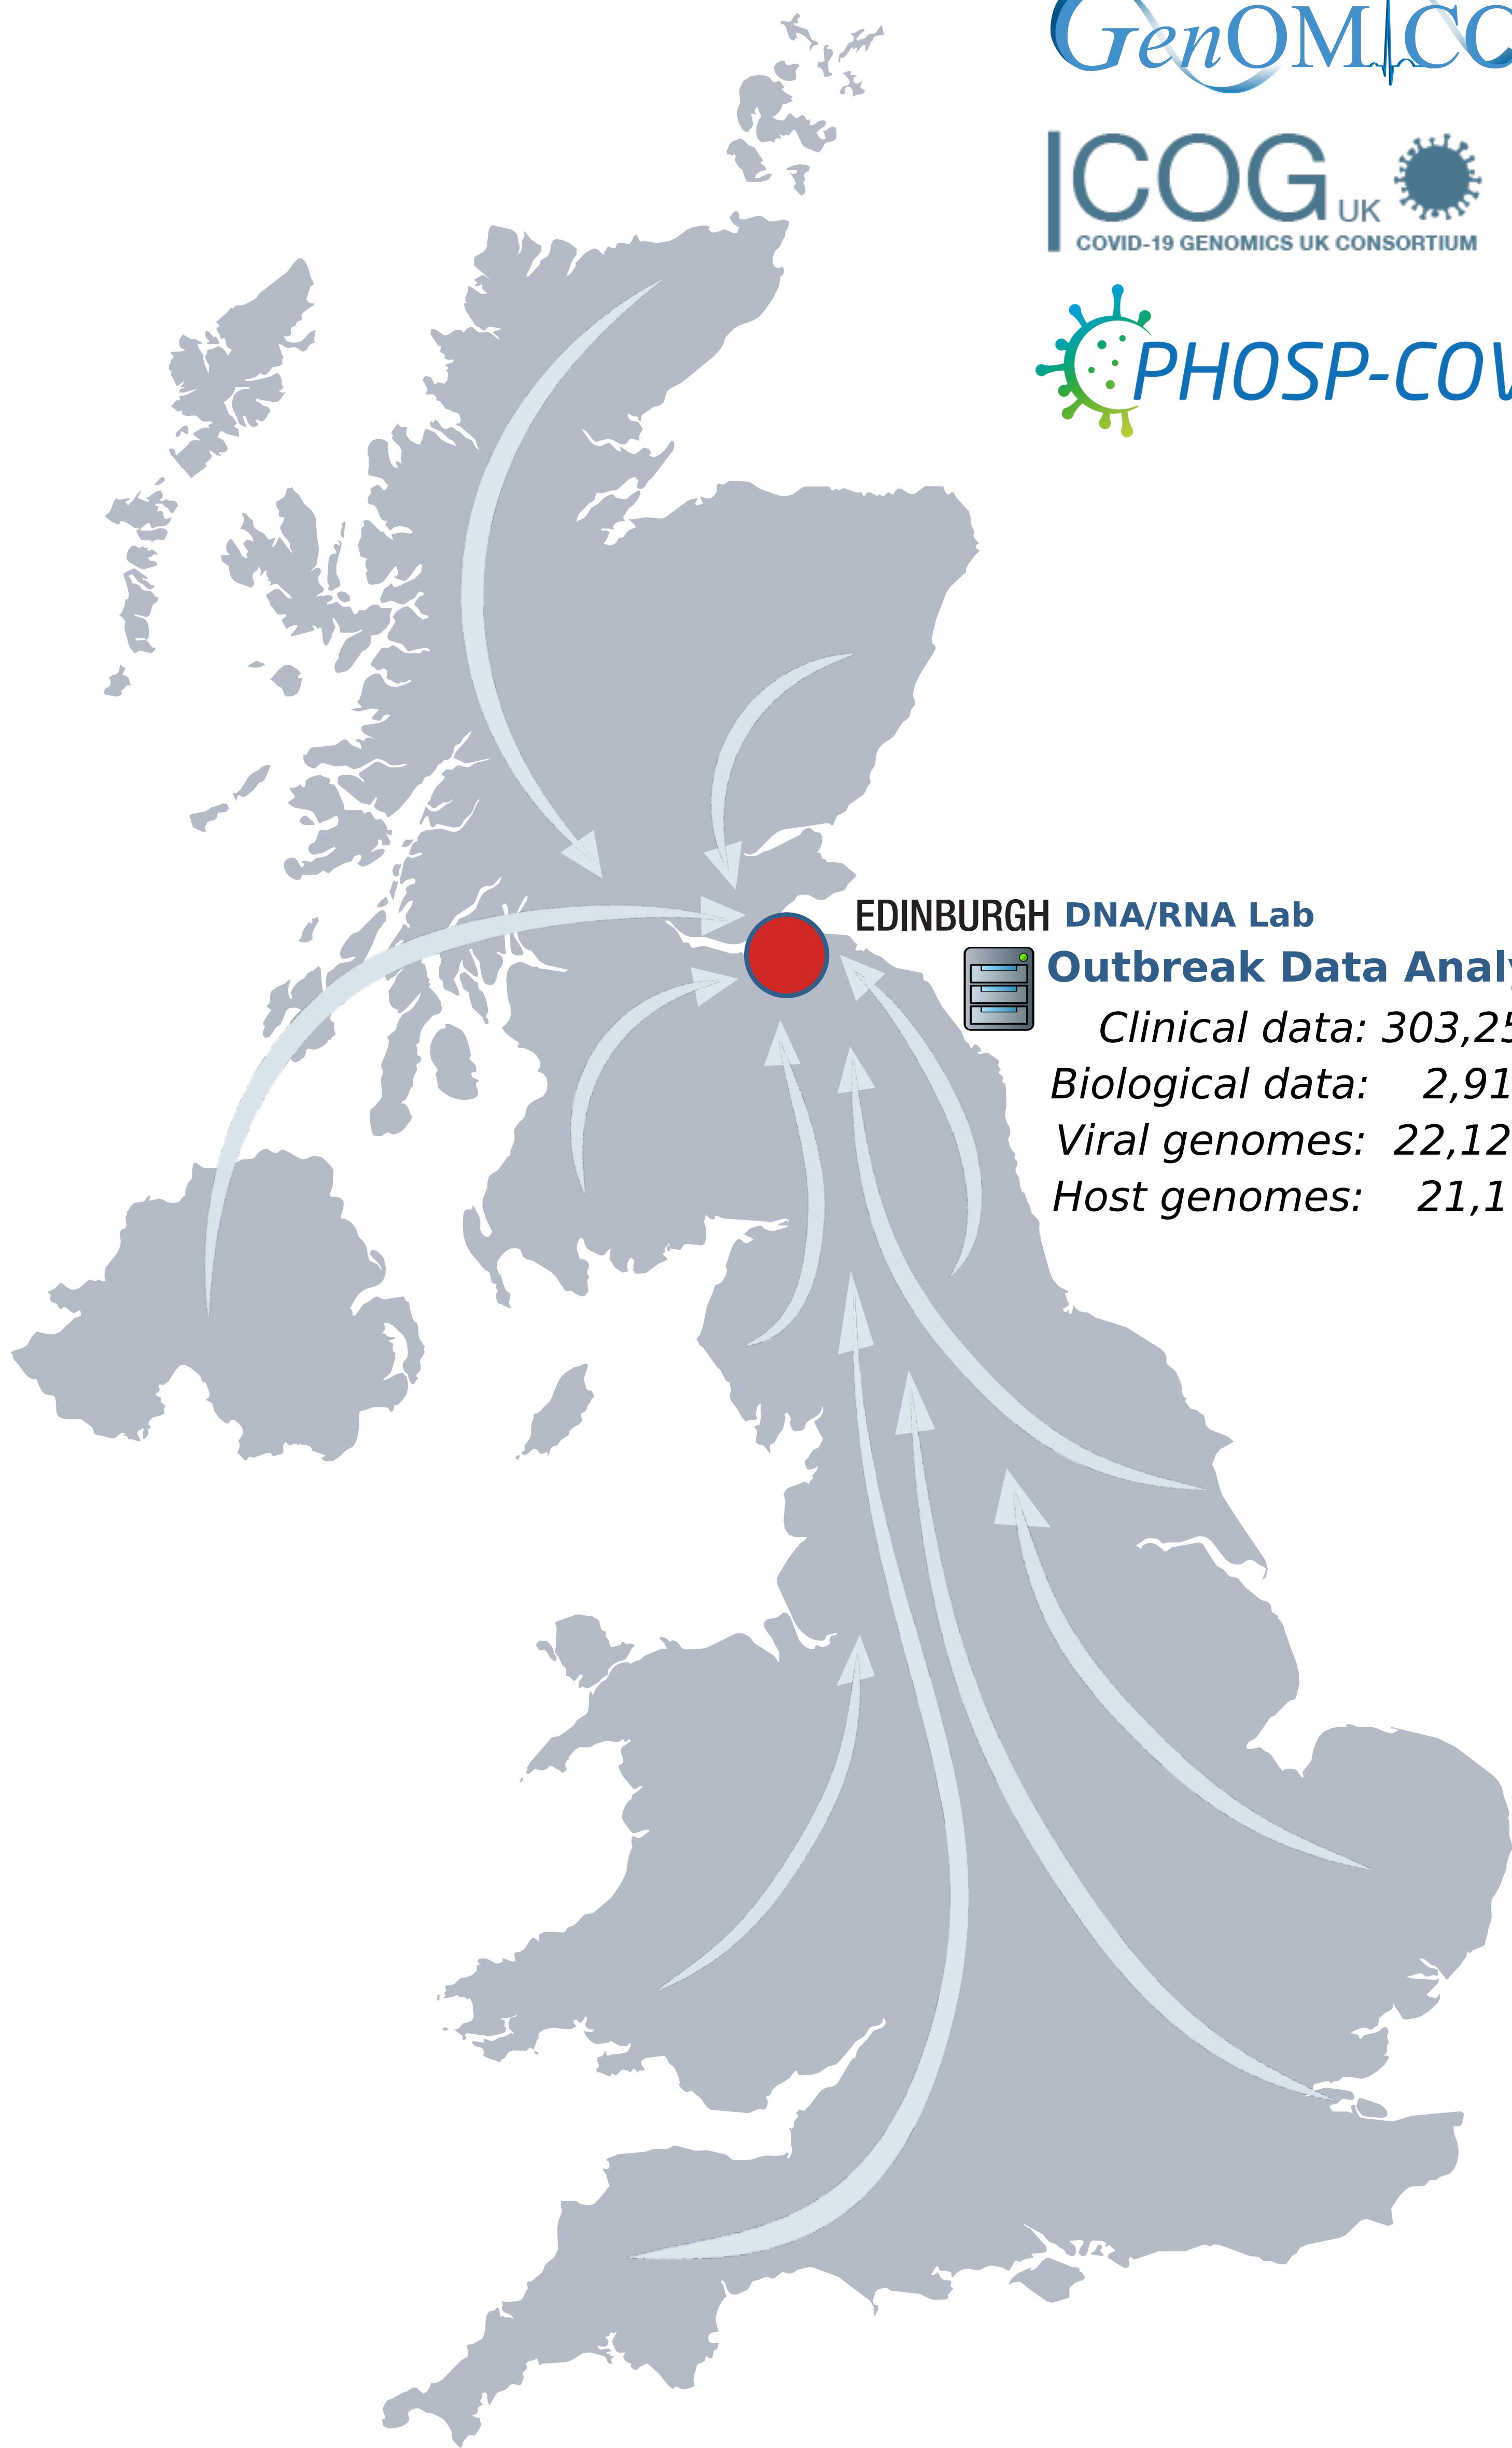 GenOMICC
COG UK
COVID-19 GENOMICS UK CONSORTIUM
PHOSP-COV
EDINBURGH DNA/RNA Lab
Outbreak Data Analy
Clinical data: 303,25
Biological data: 2,91
Viral genomes: 22,12
Host genomes: 21,1